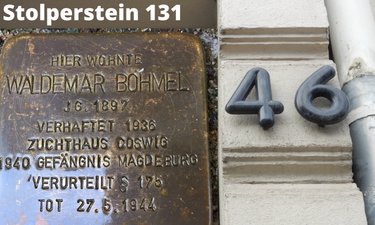 Stolperstein 131
HIER WOHNTE
WALDEMAR BÖHMEL
JG. 1897
VERHAFTET 1936
ZUCHTHAUS COSWIG
1940 GEFÄNGNIS MAGDEBURG
VERURTEILT § 175
TOT 27.5.1944
46